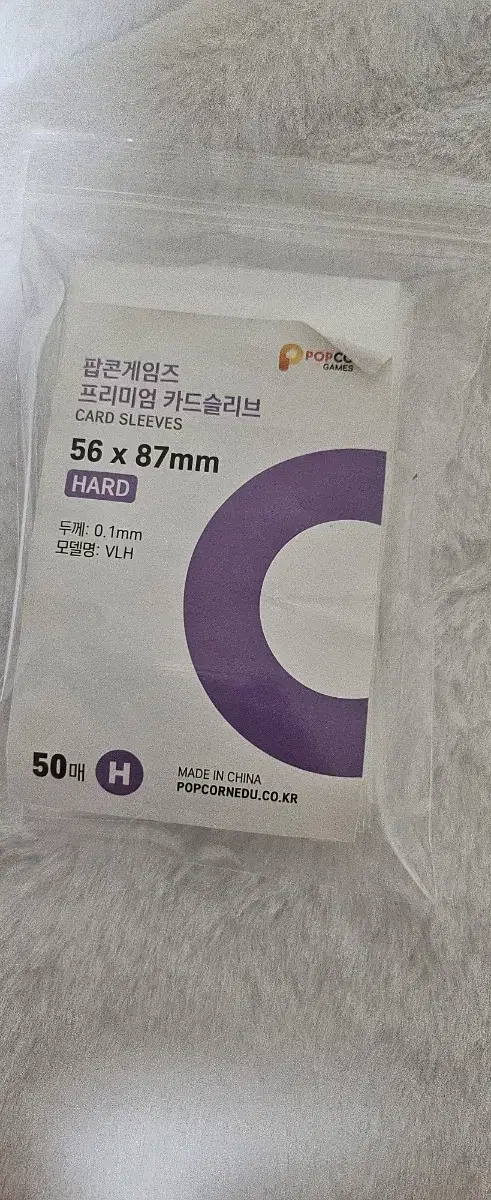 팝콘게임즈
프리미엄 카드슬리브
CARD SLEEVES
56 x 87mm
HARD
두께: 0.1mm
모델명: VLH
GAMES
50매 H
MADE IN CHINA
POPCORNEDU.CO.KR